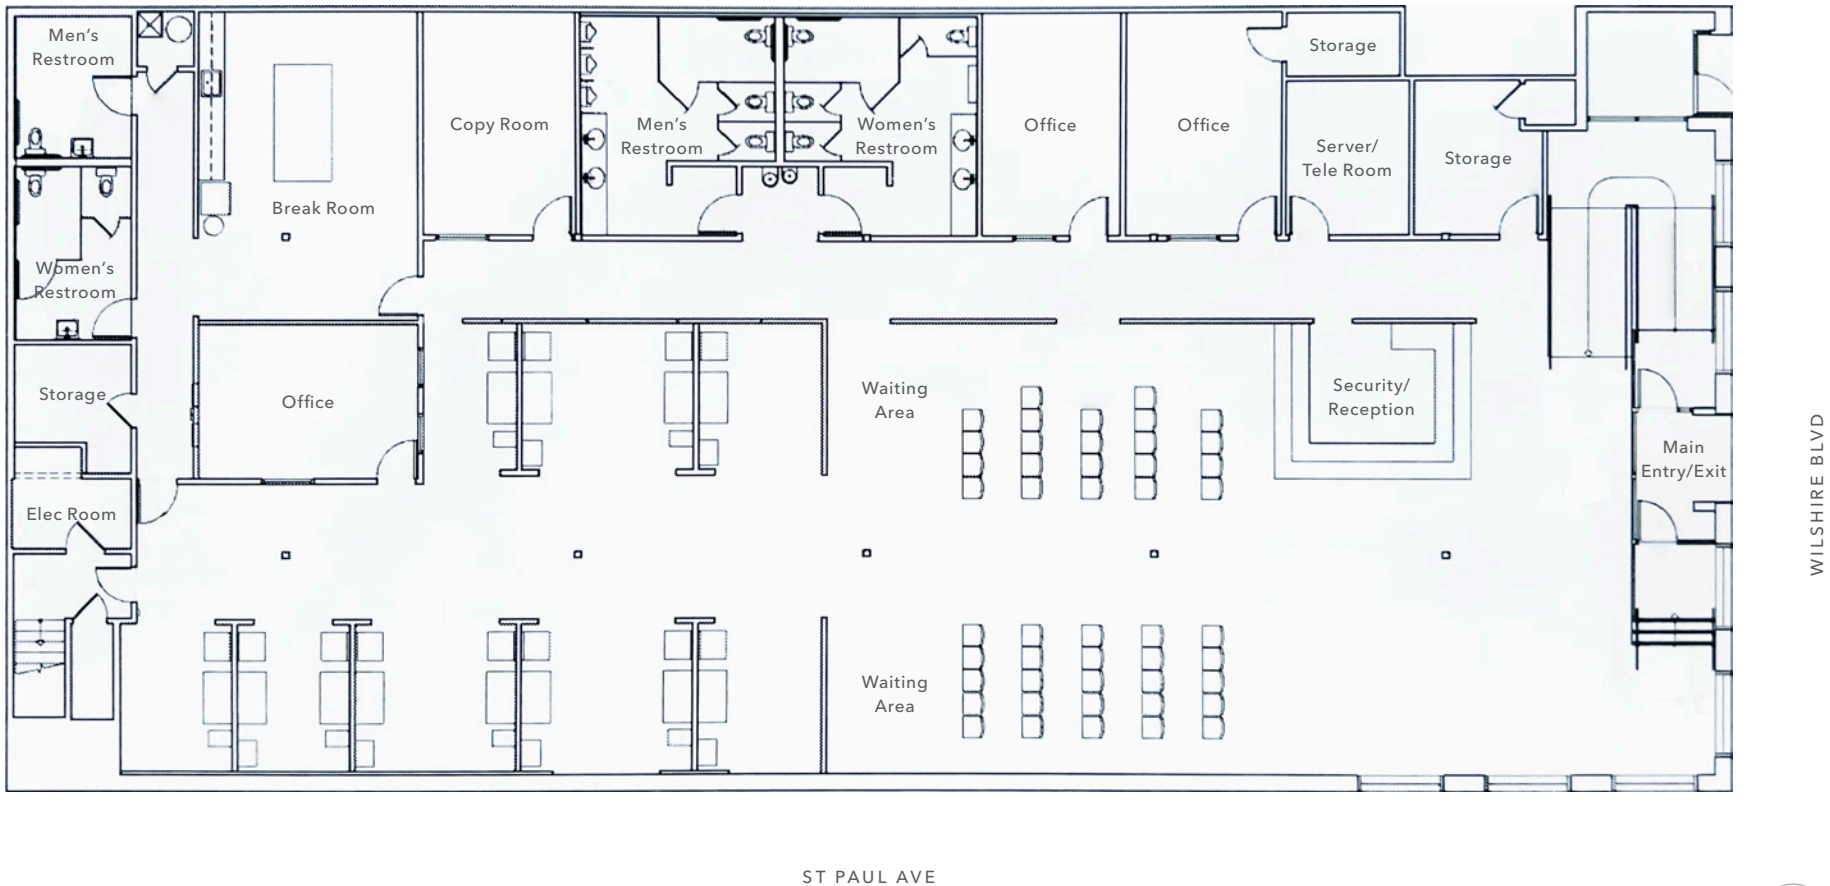 Men's
Restroom
Storage
Copy Room
Men's
Restroom
Women's
Restroom
Office
Office
Server/
Tele Room
Storage
Break Room
Women's
Restroom
Storage
Office
Waiting
Area
Security/
Reception
Main
Entry/Exit
Elec Room
Waiting
Area
WILSHIRE BLVD
ST PAUL AVE